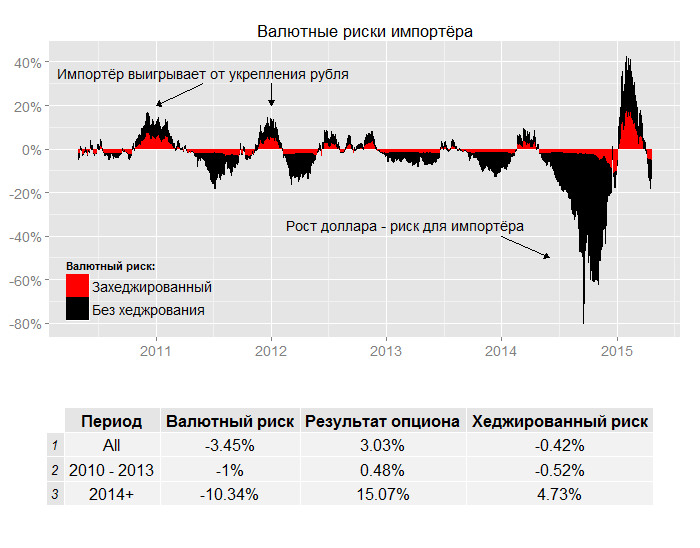 Валютные риски импортёра
40%
20%
0%
-20%
-40%
-60%
-80%
Импортёр выигрывает от укрепления рубля
Рост доллара - риск для импортёра
Валютный риск:
Захеджированный
Без хеджрования
2011 2012 2013 2014 2015
Период Валютный риск Результат опциона Хеджированный риск
1 All -3.45% 3.03% -0.42%
2 2010 - 2013 -1% 0.48% -0.52%
3 2014+ -10.34% 15.07% 4.73%